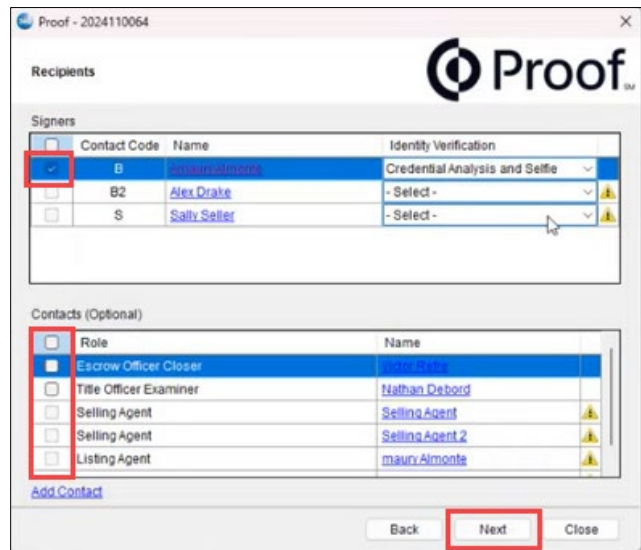 Proof - 2024110064
Recipients
Proof
SM
Signers
Contact Code Name Identity Verification
B Credential Analysis and Selfie
B2 Alex Drake - Select -
S Sally Seller - Select -
Contacts (Optional)
Role Name
Escrow Officer Closer
Title Officer Examiner Nathan Debord
Selling Agent Selling Agent
Selling Agent Selling Agent 2
Listing Agent maury Almonte
Add Contact
Back Next Close